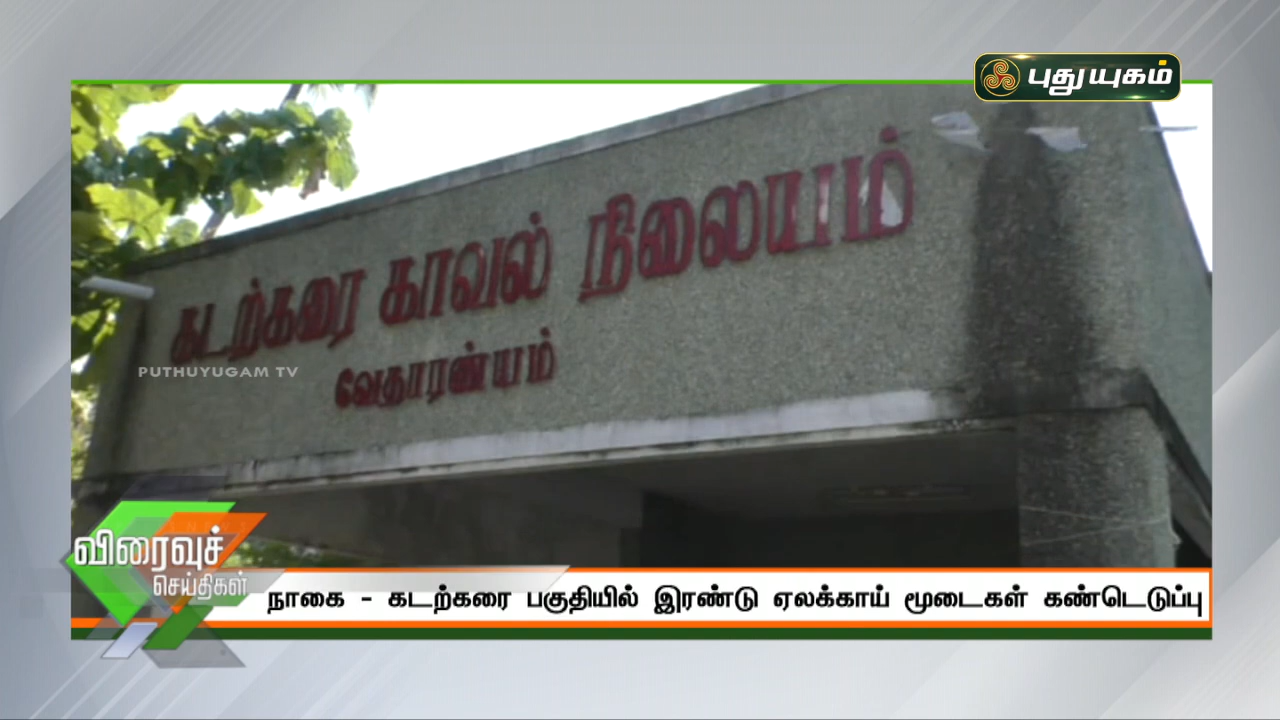 புதுயுகம்
கடற்கரை காவல் நிலையம்
வேதாரண்யம்
PUTHUYUGAM TV
விரைவுச்
செய்திகள்
நாகை - கடற்கரை பகுதியில் இரண்டு ஏலக்காய் மூடைகள் கண்டெடுப்பு